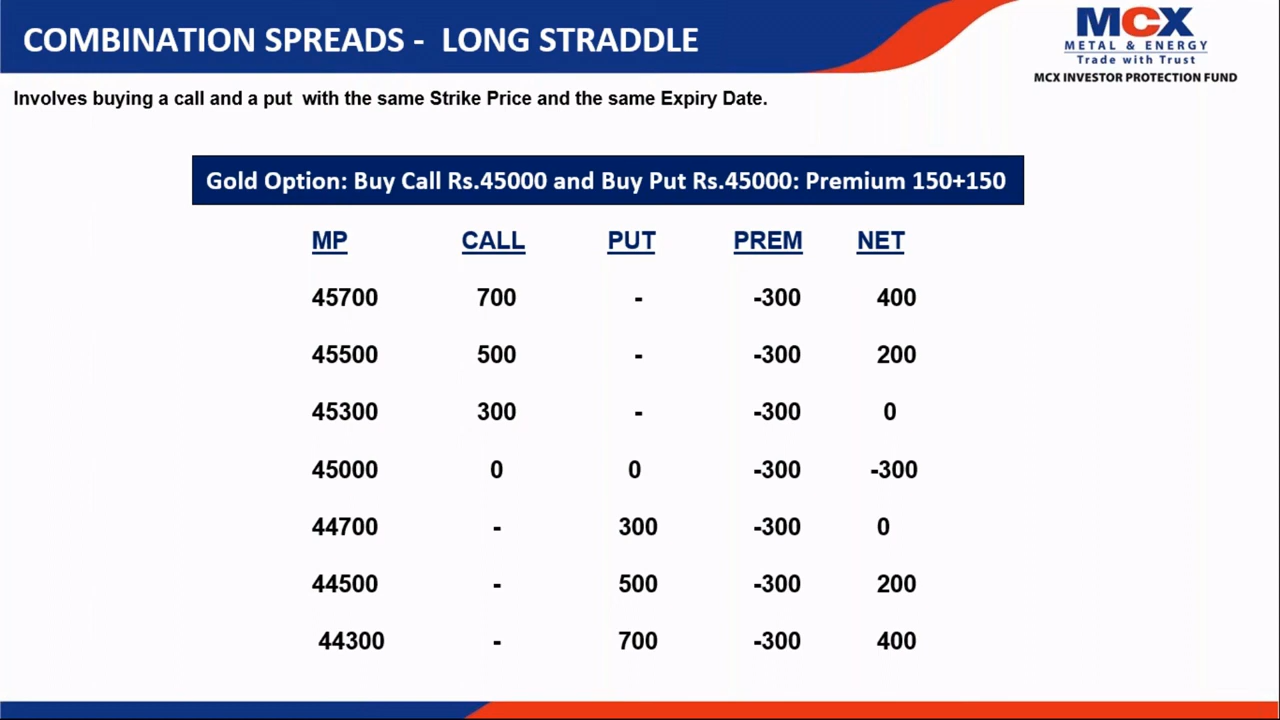 COMBINATION SPREADS - LONG STRADDLE
MCX
METAL & ENERGY
Trade with Trust
MCX INVESTOR PROTECTION FUND
Involves buying a call and a put with the same Strike Price and the same Expiry Date.
Gold Option: Buy Call Rs.45000 and Buy Put Rs.45000: Premium 150+150
MP CALL PUT PREM NET
45700 700 - -300 400
45500 500 - -300 200
45300 300 - -300 0
45000 0 0 -300 -300
44700 - 300 -300 0
44500 - 500 -300 200
44300 - 700 -300 400